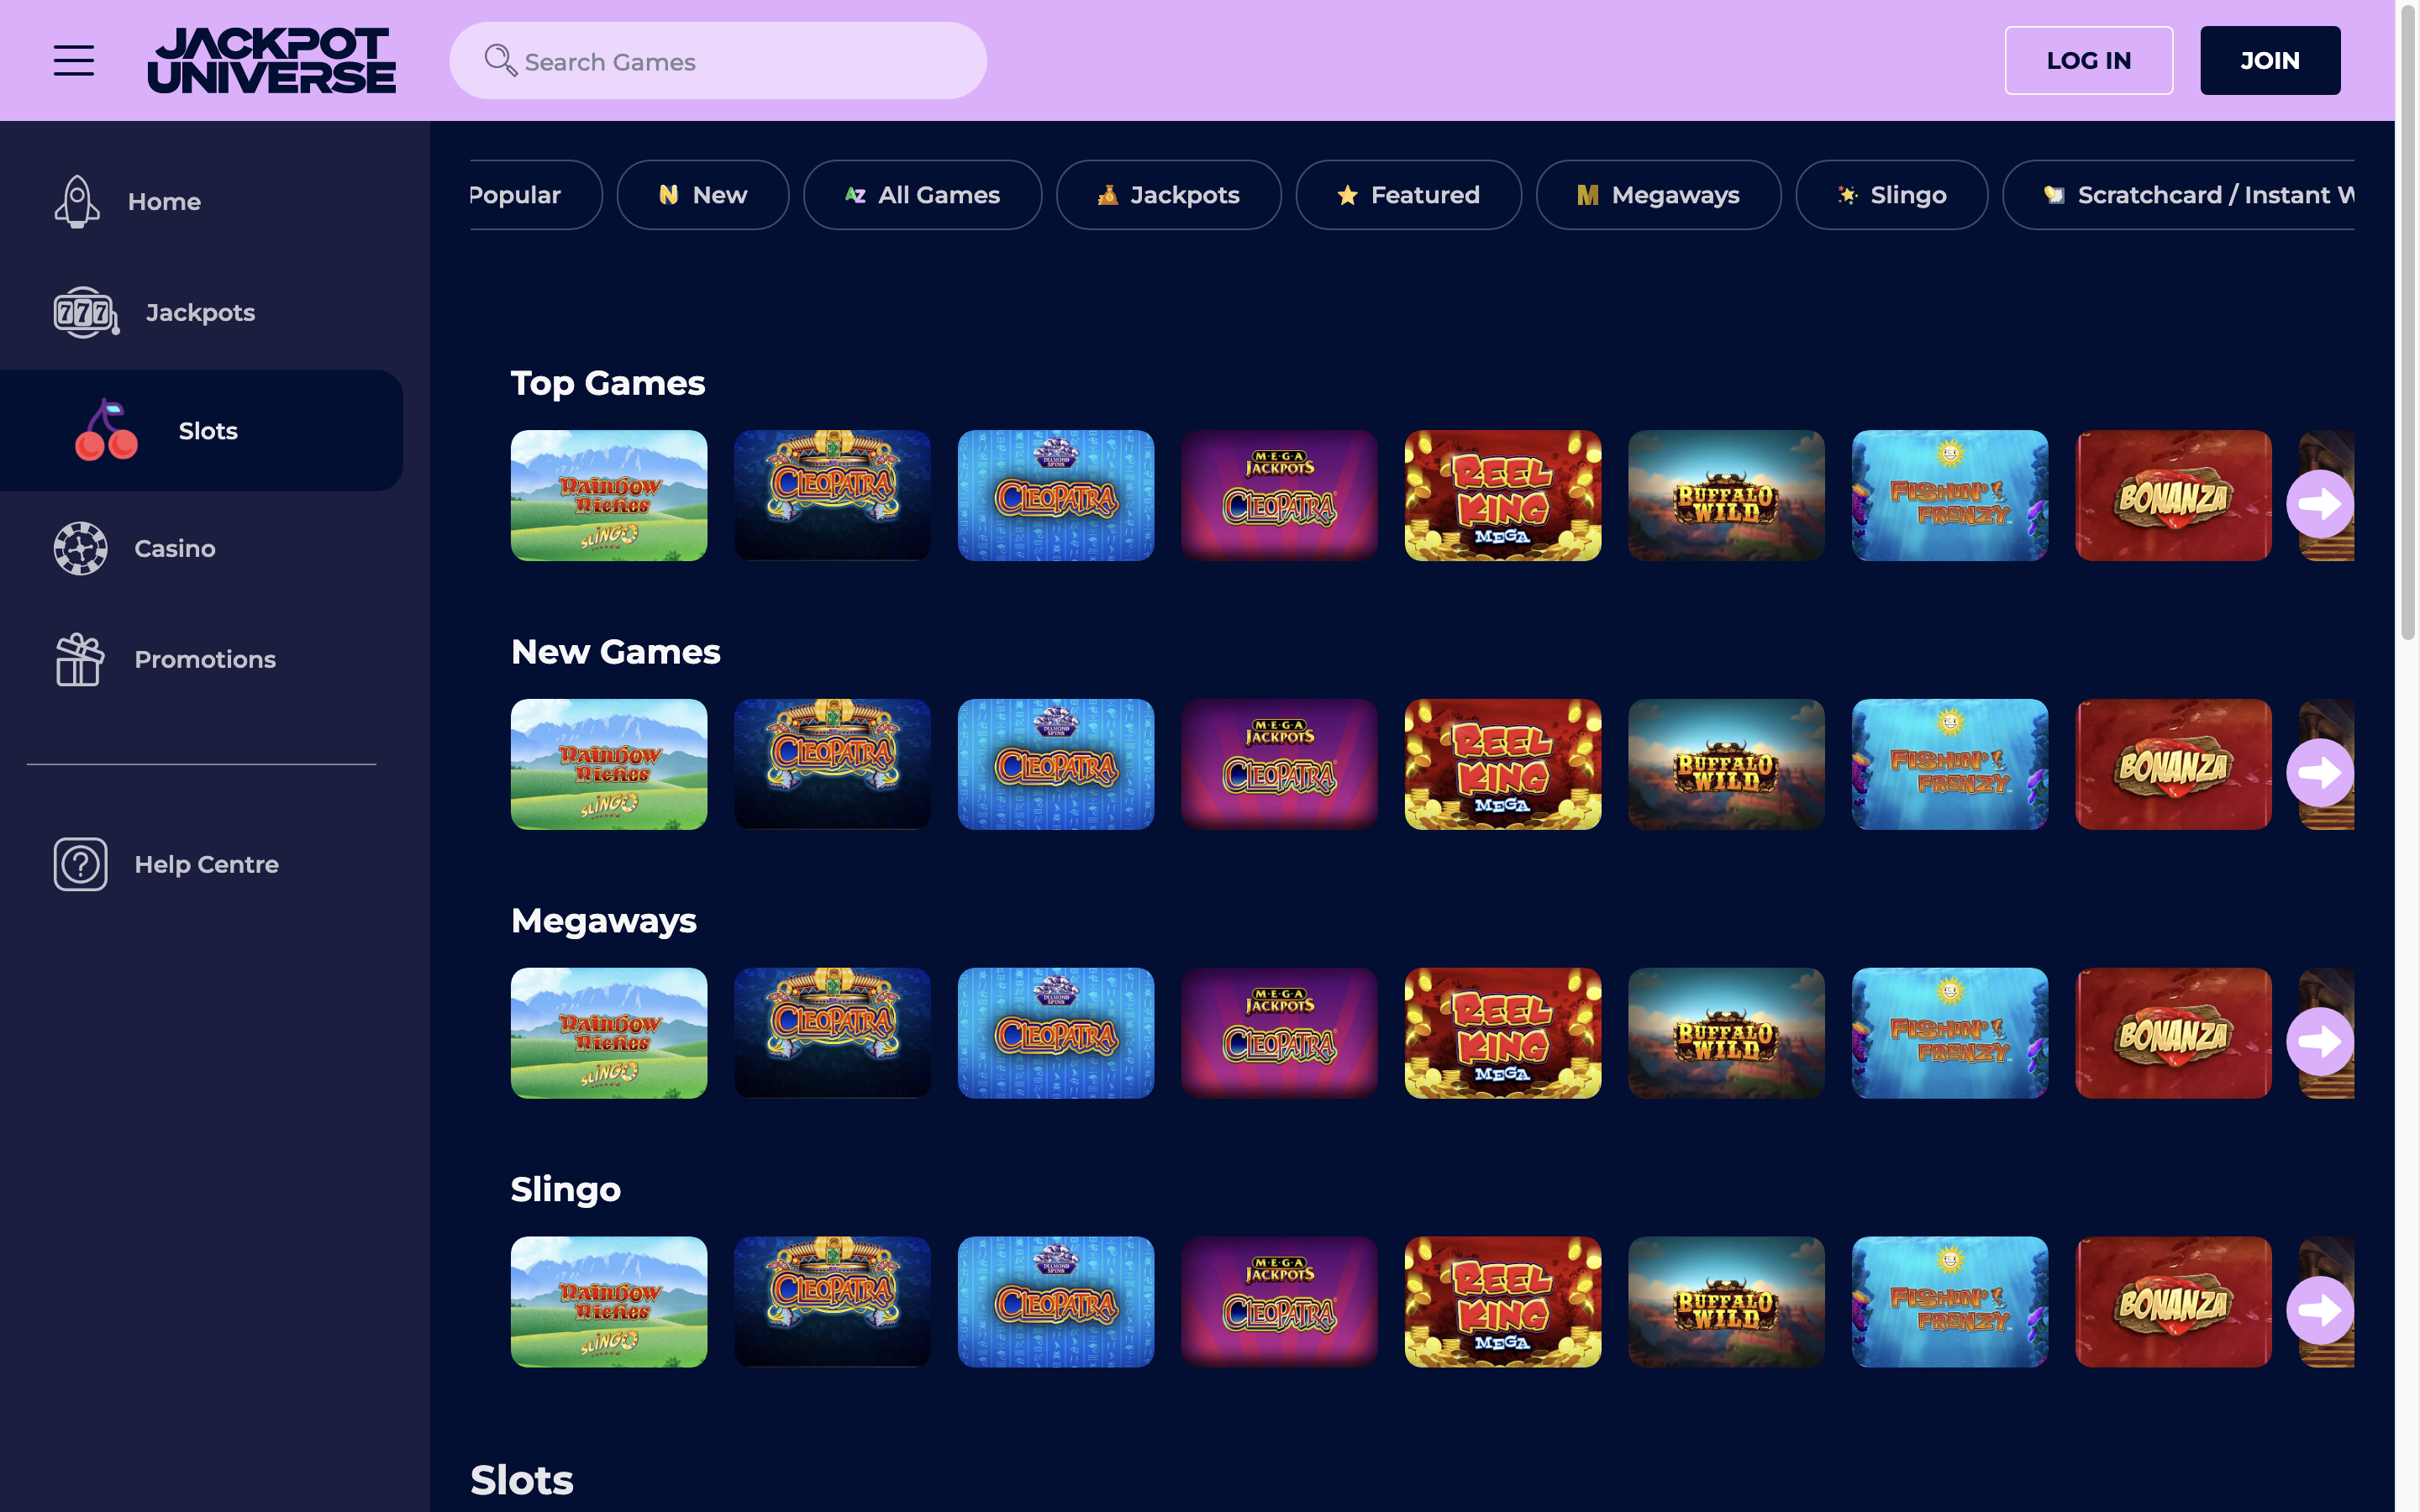 JACKPOT
UNIVERSE
Search Games
LOG IN
JOIN
Home
Jackpots
Slots
Casino
Promotions
Help Centre
Popular
New
All Games
Jackpots
Featured
Megaways
Slingo
Scratchcard / Instant W
Top Games
Rainbow
Riches
SLINGO
CLEOPATRA
DIAMOND
SPINS
CLEOPATRA
MEGA
JACKPOTS
CLEOPATRA
REEL
KING
MEGA
BUFFALO
WILD
FISHIN'
FRENZY
BONANZA
New Games
Rainbow
Riches
SLINGO
CLEOPATRA
DIAMOND
SPINS
CLEOPATRA
MEGA
JACKPOTS
CLEOPATRA
REEL
KING
MEGA
BUFFALO
WILD
FISHIN'
FRENZY
BONANZA
Megaways
Rainbow
Riches
SLINGO
CLEOPATRA
DIAMOND
SPINS
CLEOPATRA
MEGA
JACKPOTS
CLEOPATRA
REEL
KING
MEGA
BUFFALO
WILD
FISHIN'
FRENZY
BONANZA
Slingo
Rainbow
Riches
SLINGO
CLEOPATRA
DIAMOND
SPINS
CLEOPATRA
MEGA
JACKPOTS
CLEOPATRA
REEL
KING
MEGA
BUFFALO
WILD
FISHIN'
FRENZY
BONANZA
Slots